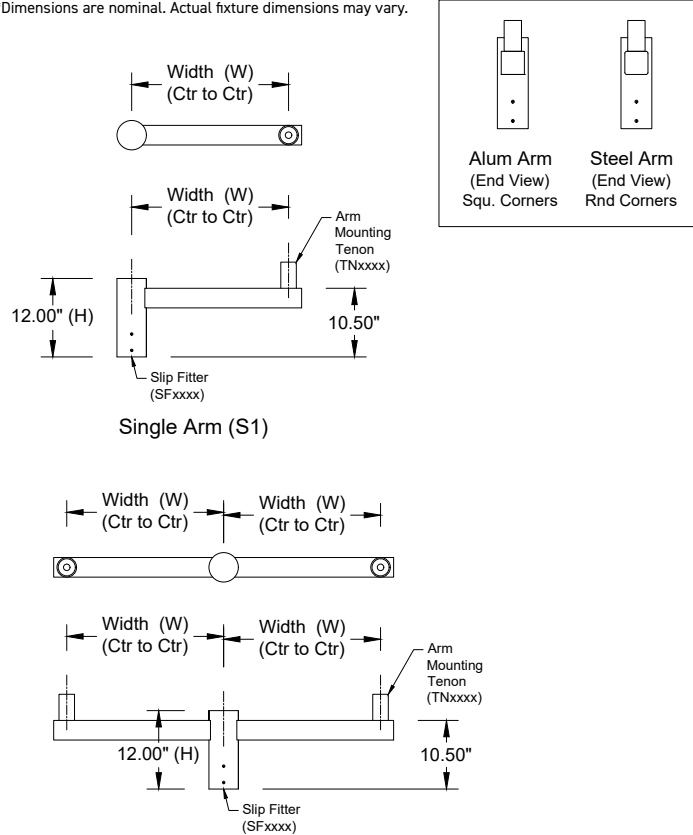 Dimensions are nominal. Actual fixture dimensions may vary.
Alum Arm
(End View)
Squ. Corners
Steel Arm
(End View)
Rnd Corners
Width (W)
(Ctr to Ctr)
Width (W)
(Ctr to Ctr)
Arm
Mounting
Tenon
(TNxxxx)
12.00" (H)
10.50"
Slip Fitter
(SFxxxx)
Single Arm (S1)
Width (W)
(Ctr to Ctr)
Width (W)
(Ctr to Ctr)
Width (W)
(Ctr to Ctr)
Width (W)
(Ctr to Ctr)
Arm
Mounting
Tenon
(TNxxxx)
12.00" (H)
10.50"
Slip Fitter
(SFxxxx)